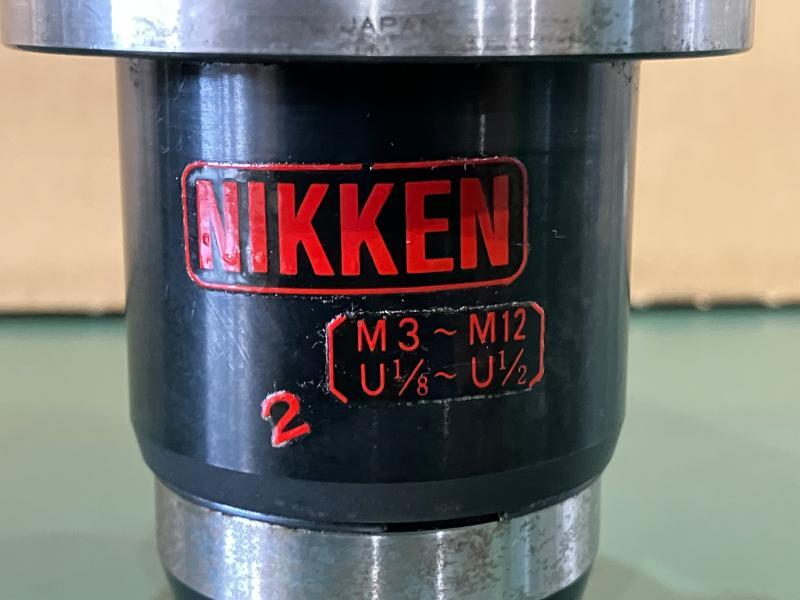 JAPAN
NIKKEN
M3~M12
U1/8~U1/2
2